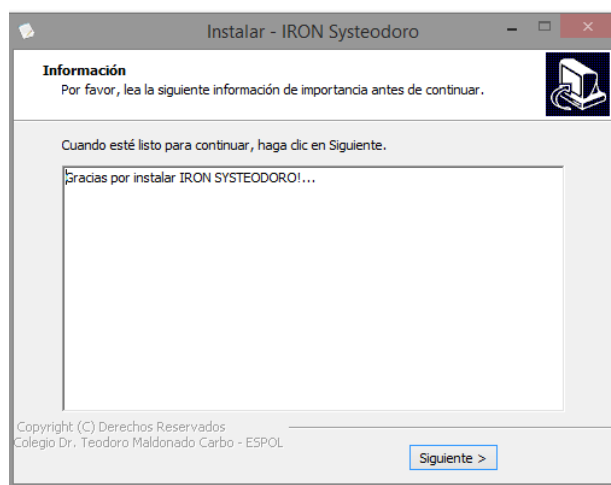 Instalar - IRON Systeodoro
Información
Por favor, lea la siguiente información de importancia antes de continuar.
Cuando esté listo para continuar, haga clic en Siguiente.
Gracias por instalar IRON SYSTEODORO!...
Copyright (C) Derechos Reservados
Colegio Dr. Teodoro Maldonado Carbo - ESPOL
Siguiente >